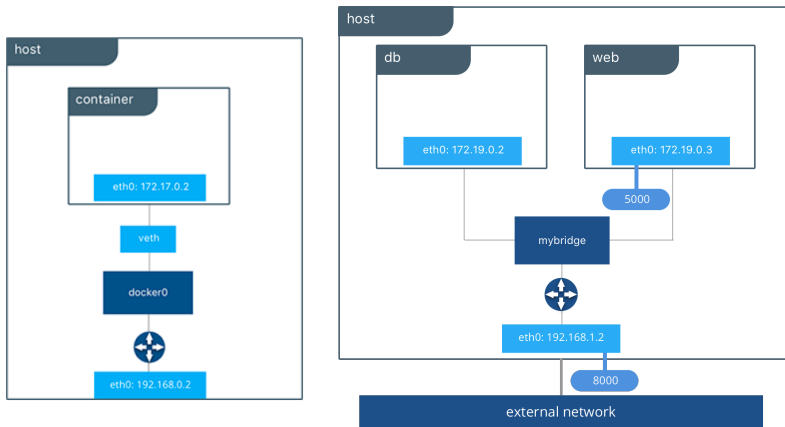 host
container
eth0: 172.17.0.2
veth
docker0
eth0: 192.168.0.2
host
db
web
eth0: 172.19.0.2
eth0: 172.19.0.3
5000
mybridge
eth0: 192.168.1.2
8000
external network